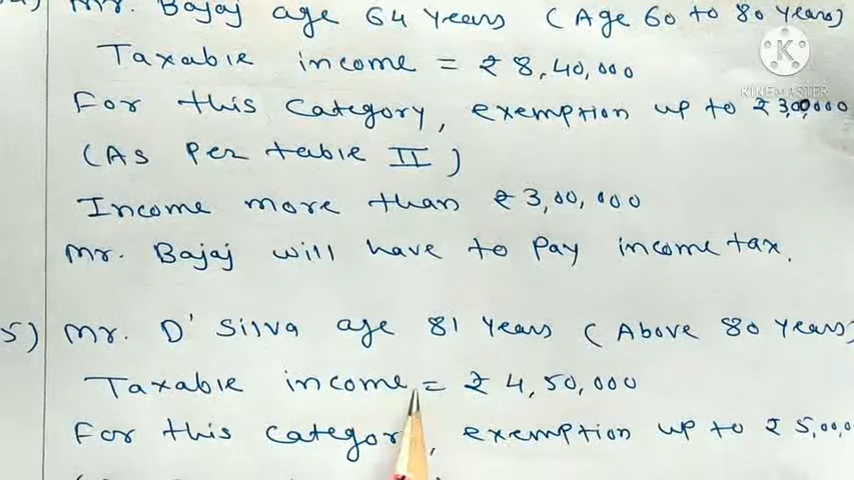 Mr. Bajaj age 64 years (Age 60 to 80 years)
Taxable income = ₹ 8,40,000
For this category, exemption up to ₹ 3,00,000
(As per table II)
Income more than ₹ 3,00,000
Mr. Bajaj will have to pay income tax.
5) Mr. D'Silva age 81 years (Above 80 years)
Taxable income = ₹ 4,50,000
For this category, exemption up to ₹ 5,00,0
K
KINEMASTER